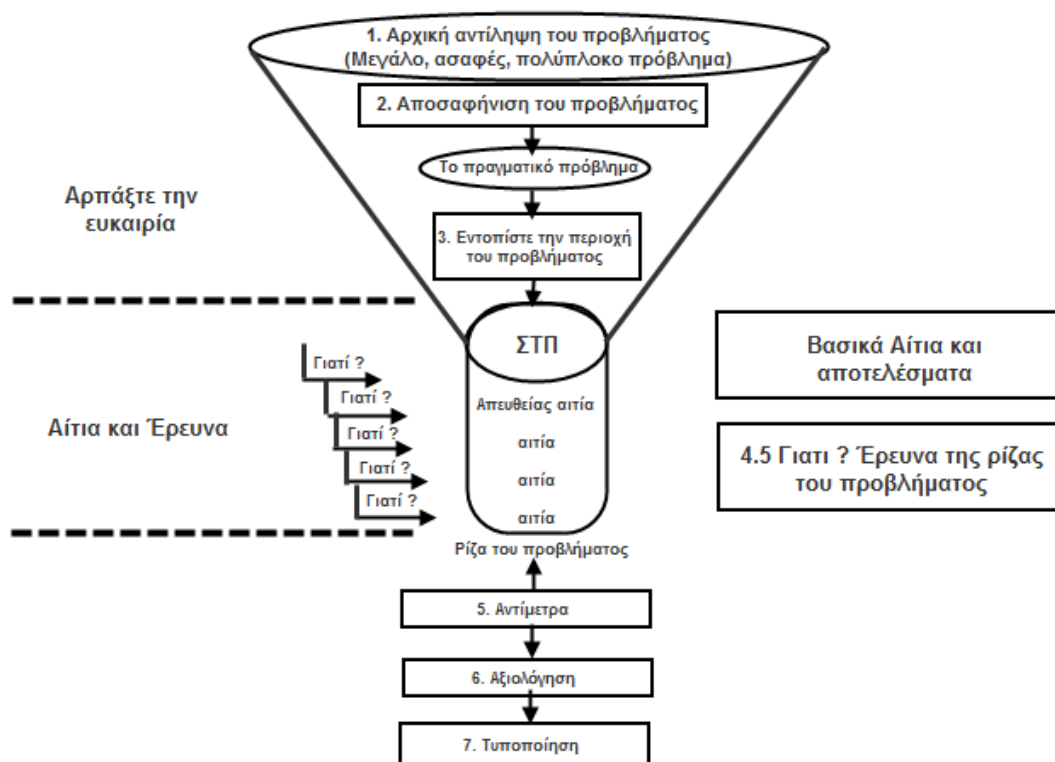 1. Αρχική αντίληψη του προβλήματος
(Μεγάλο, ασαφές, πολύπλοκο πρόβλημα)
2. Αποσαφήνιση του προβλήματος
Το πραγματικό πρόβλημα
Αρπάξτε την
ευκαιρία
3. Εντοπίστε την περιοχή
του προβλήματος
ΣΤΠ
Βασικά Αίτια και
αποτελέσματα
Γιατί ?
Γιατί ?
Γιατί ?
Γιατί ?
Γιατί ?
Αίτια και Έρευνα
Απευθείας αιτία
αιτία
αιτία
αιτία
4.5 Γιατι ? Έρευνα της ρίζας
του προβλήματος
Ρίζα του προβλήματος
5. Αντίμετρα
6. Αξιολόγηση
7. Τυποποίηση